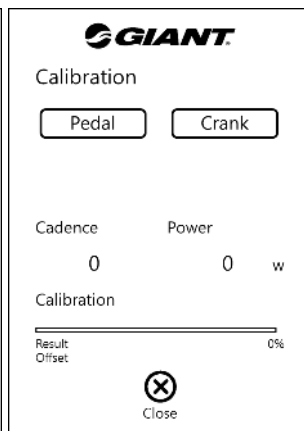 GIANT
Calibration
Pedal Crank
Cadence Power
0 0 w
Calibration
Result 0%
Offset
Close